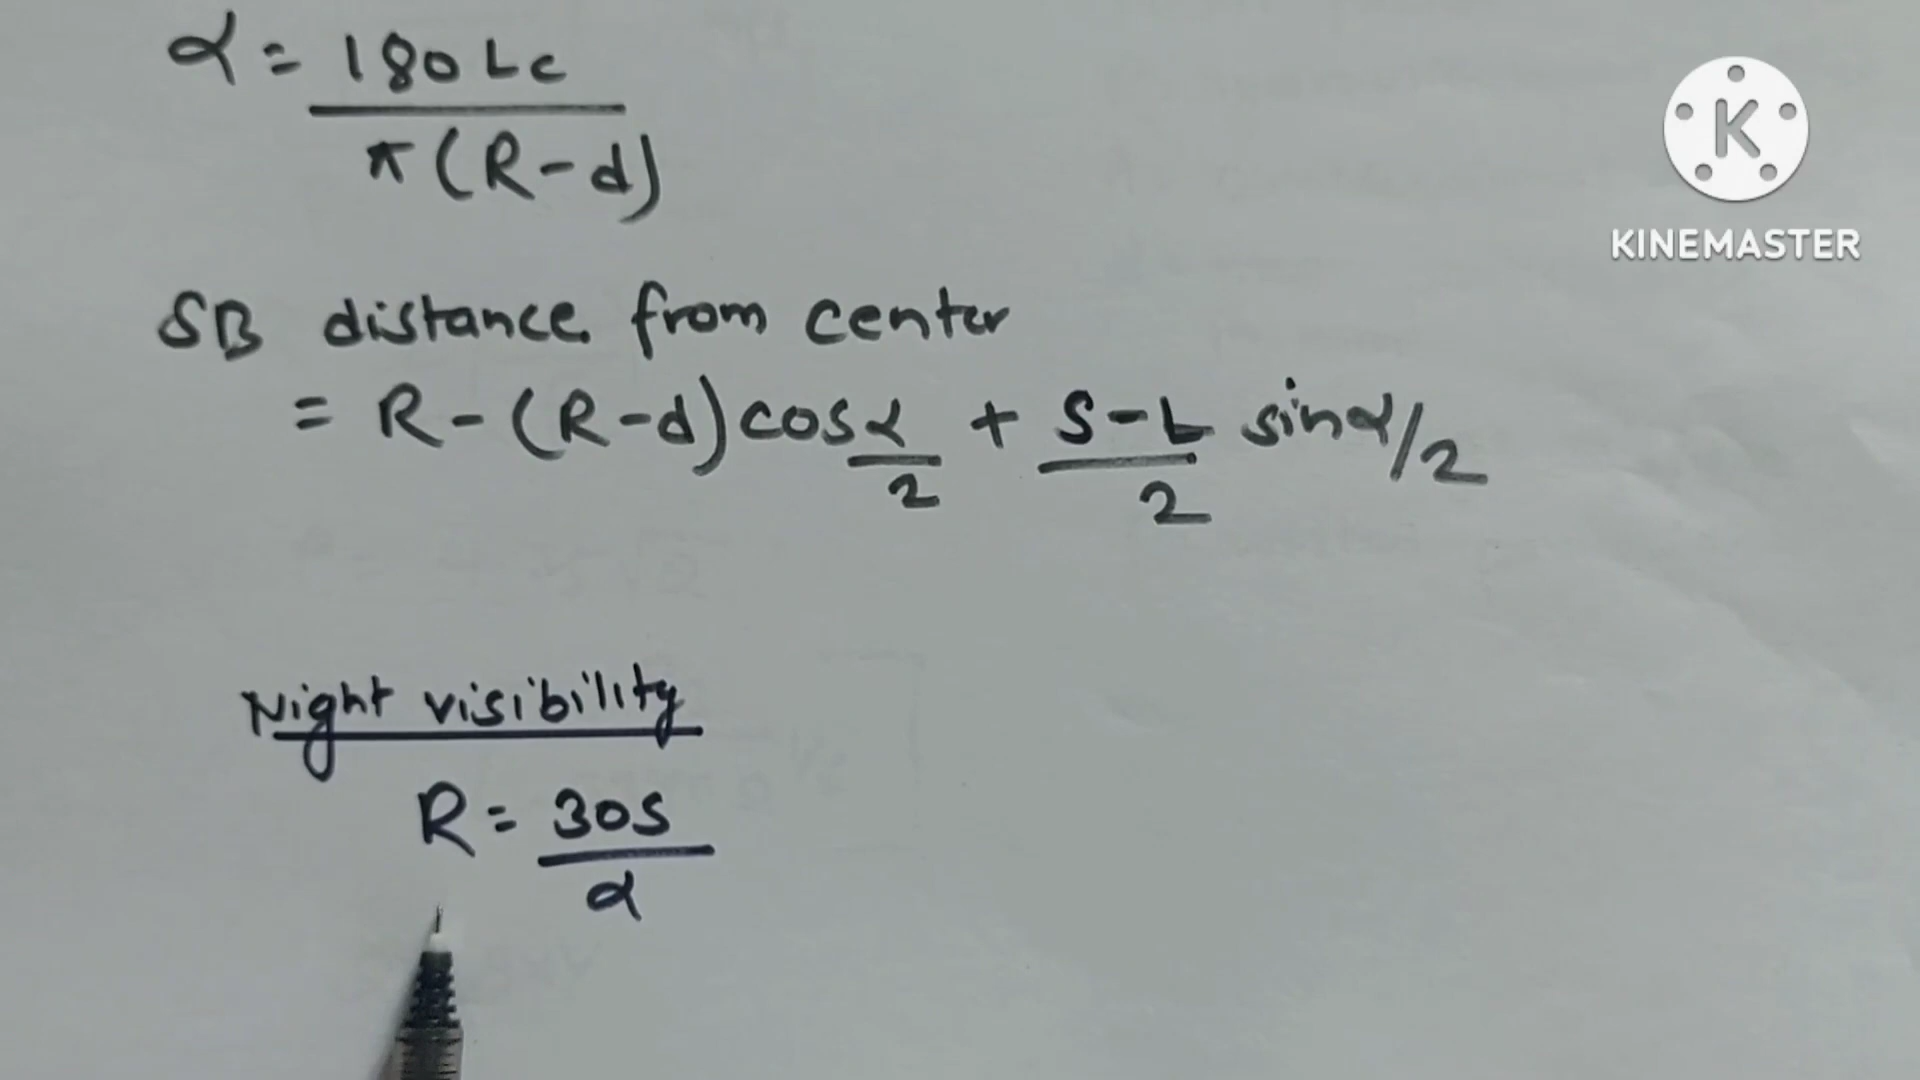 α = 180 Lc
π (R-d)
K
KINEMASTER
SB distance from center
= R - (R-d) cos α/2 + S-L/2 sin α/2
Night visibility
R = 30S
α